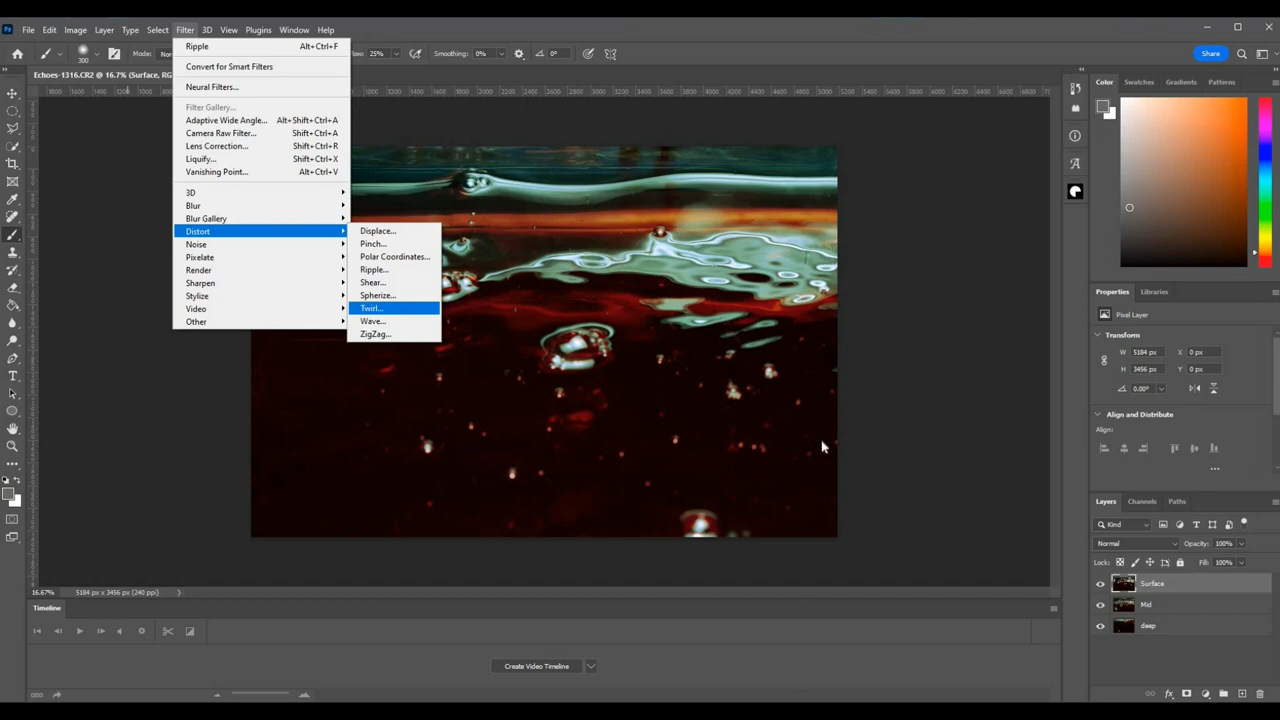 Ps File Edit Image Layer Type Select Filter 3D View Plugins Window Help
300 Mode: 25% Smoothing: 0% 0° Share
Echoes-1316.CR2 @ 16.7% (Surface, RG
Ripple Alt+Ctrl+F
Convert for Smart Filters
Neural Filters...
Filter Gallery...
Adaptive Wide Angle... Alt+Shift+Ctrl+A
Camera Raw Filter... Shift+Ctrl+A
Lens Correction... Shift+Ctrl+R
Liquify... Shift+Ctrl+X
Vanishing Point... Alt+Ctrl+V
3D
Blur
Blur Gallery
Distort
Noise
Pixelate
Render
Sharpen
Stylize
Video
Other
Displace...
Pinch...
Polar Coordinates...
Ripple...
Shear...
Spherize...
Twirl...
Wave...
ZigZag...
Color Swatches Gradients Patterns
Properties Libraries
Pixel Layer
Transform
W 5184 px X 0 px
H 3456 px Y 0 px
0.00°
Align and Distribute
Align:
...
Layers Channels Paths
Kind
Normal Opacity: 100%
Lock: Fill: 100%
Surface
Mid
deep
16.67% 5184 px x 3456 px (240 ppi)
Timeline
Create Video Timeline